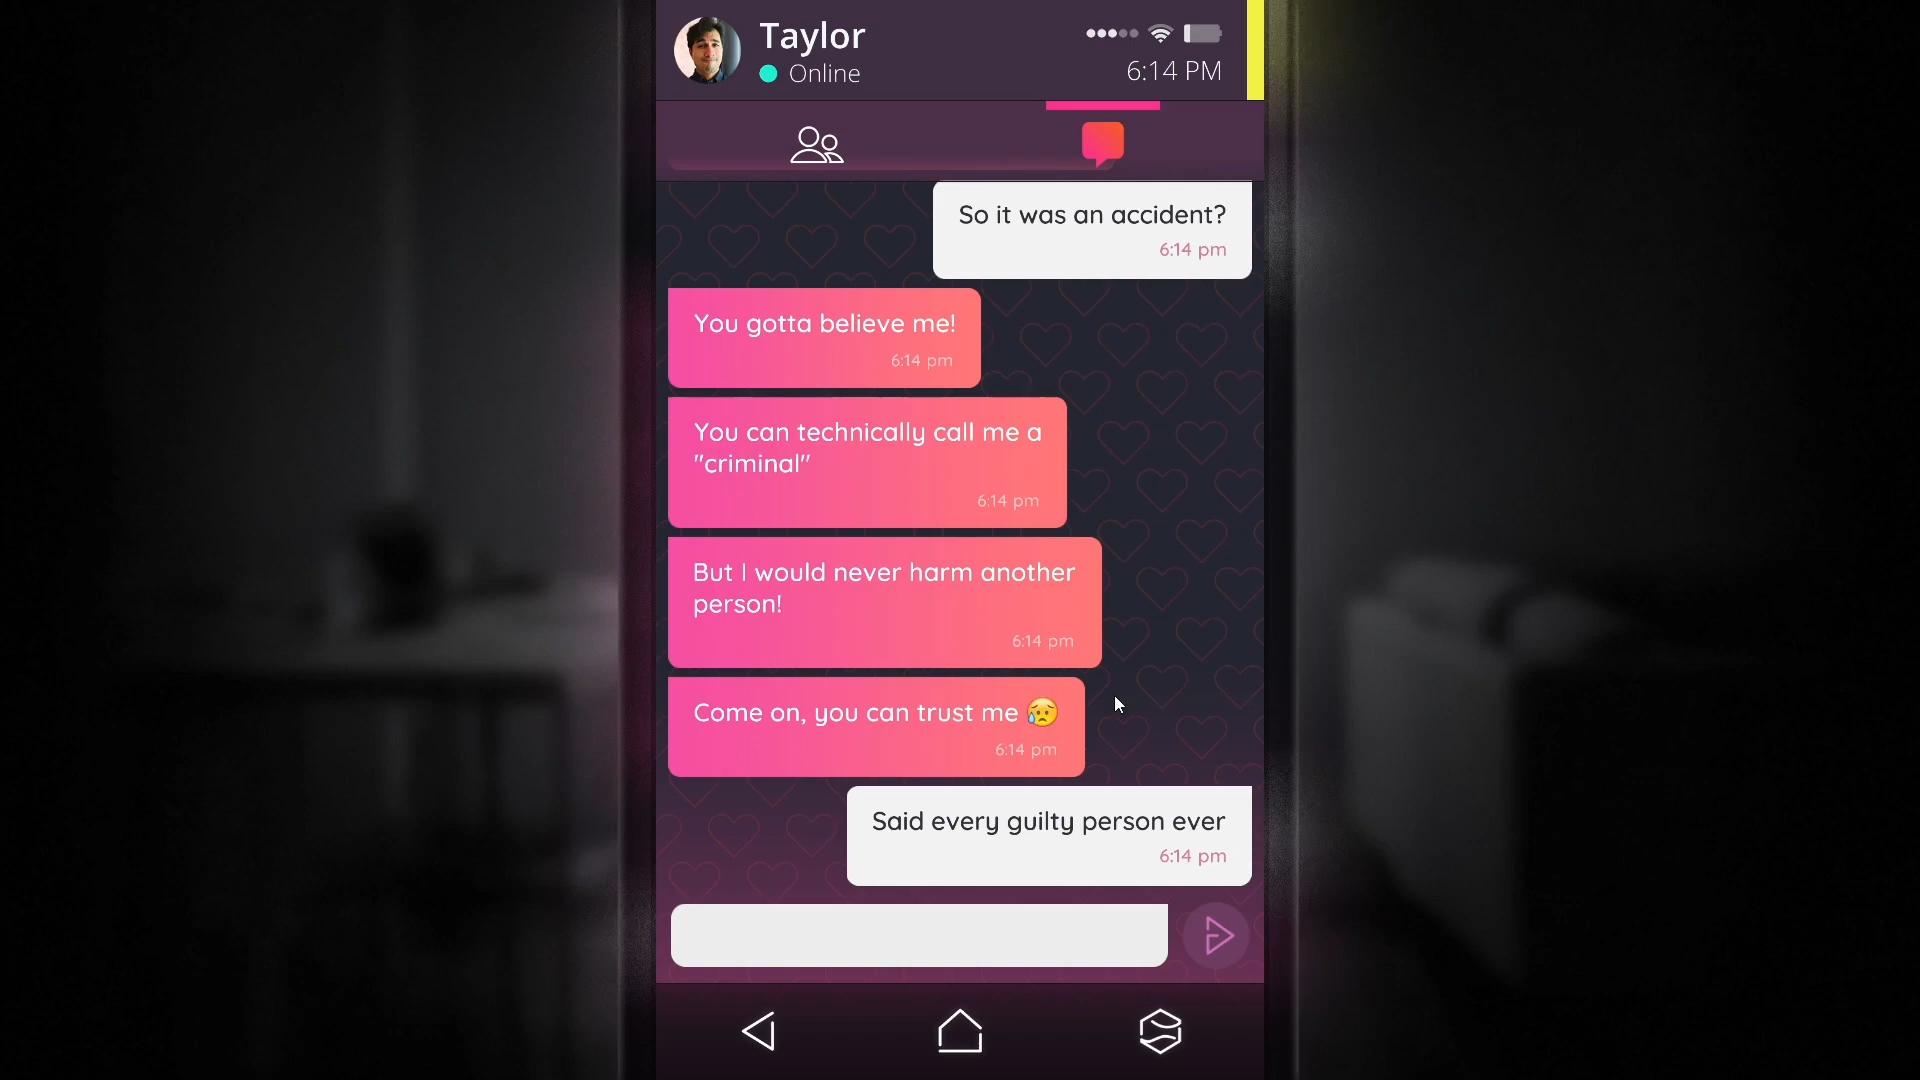 Taylor
Online
6:14 PM
So it was an accident?
6:14 pm
You gotta believe me!
6:14 pm
You can technically call me a
"criminal"
6:14 pm
But I would never harm another
person!
6:14 pm
Come on, you can trust me 😥
6:14 pm
Said every guilty person ever
6:14 pm